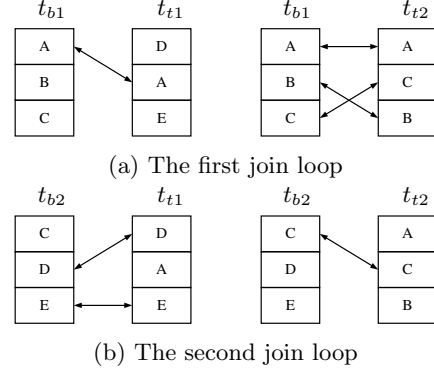 t_{b1} t_{t1} t_{b1} t_{t2}
A D A A
B A B C
C E C B
(a) The first join loop
t_{b2} t_{t1} t_{b2} t_{t2}
C D C A
D A D C
E E E B
(b) The second join loop